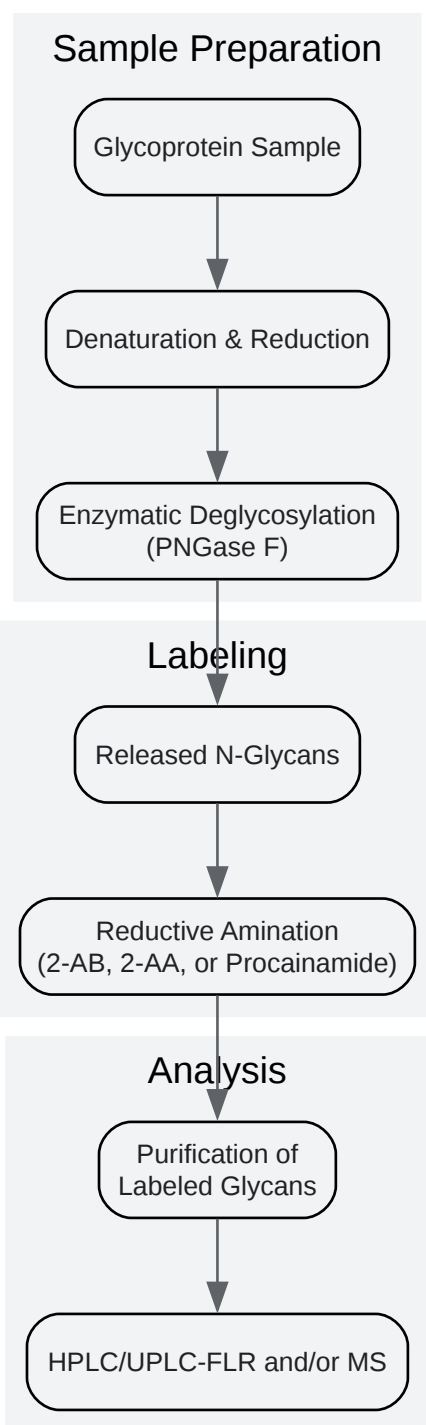 Sample Preparation
Glycoprotein Sample
Denaturation & Reduction
Enzymatic Deglycosylation
(PNGase F)
Labeling
Released N-Glycans
Reductive Amination
(2-AB, 2-AA, or Procainamide)
Analysis
Purification of
Labeled Glycans
HPLC/UPLC-FLR and/or MS